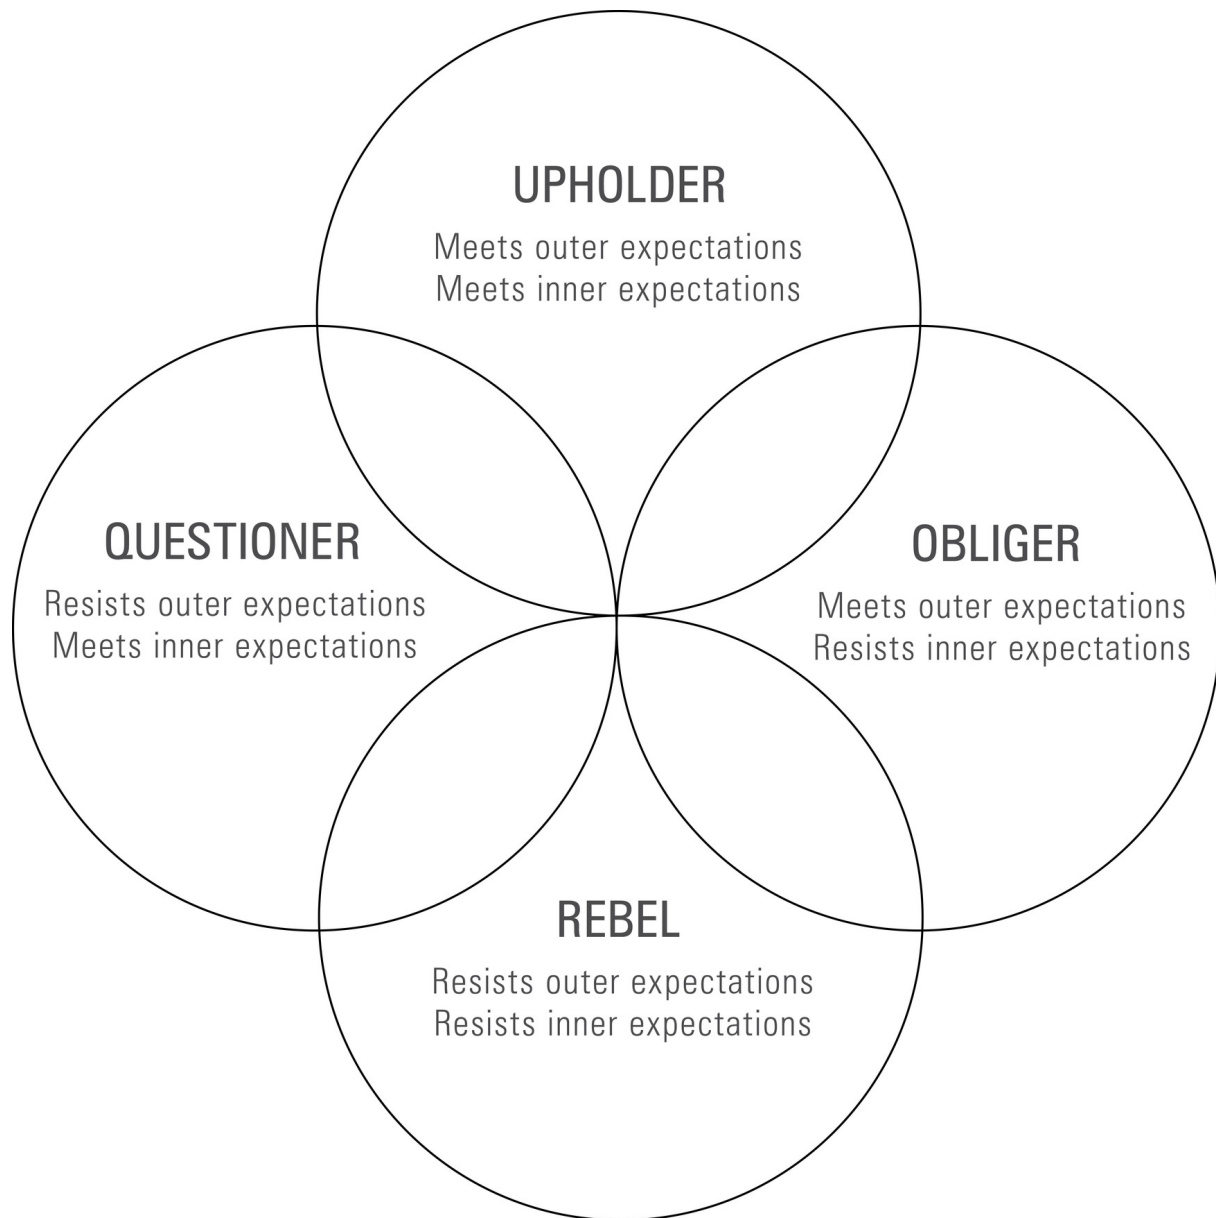 UPHOLDER
Meets outer expectations
Meets inner expectations
QUESTIONER
Resists outer expectations
Meets inner expectations
OBLIGER
Meets outer expectations
Resists inner expectations
REBEL
Resists outer expectations
Resists inner expectations